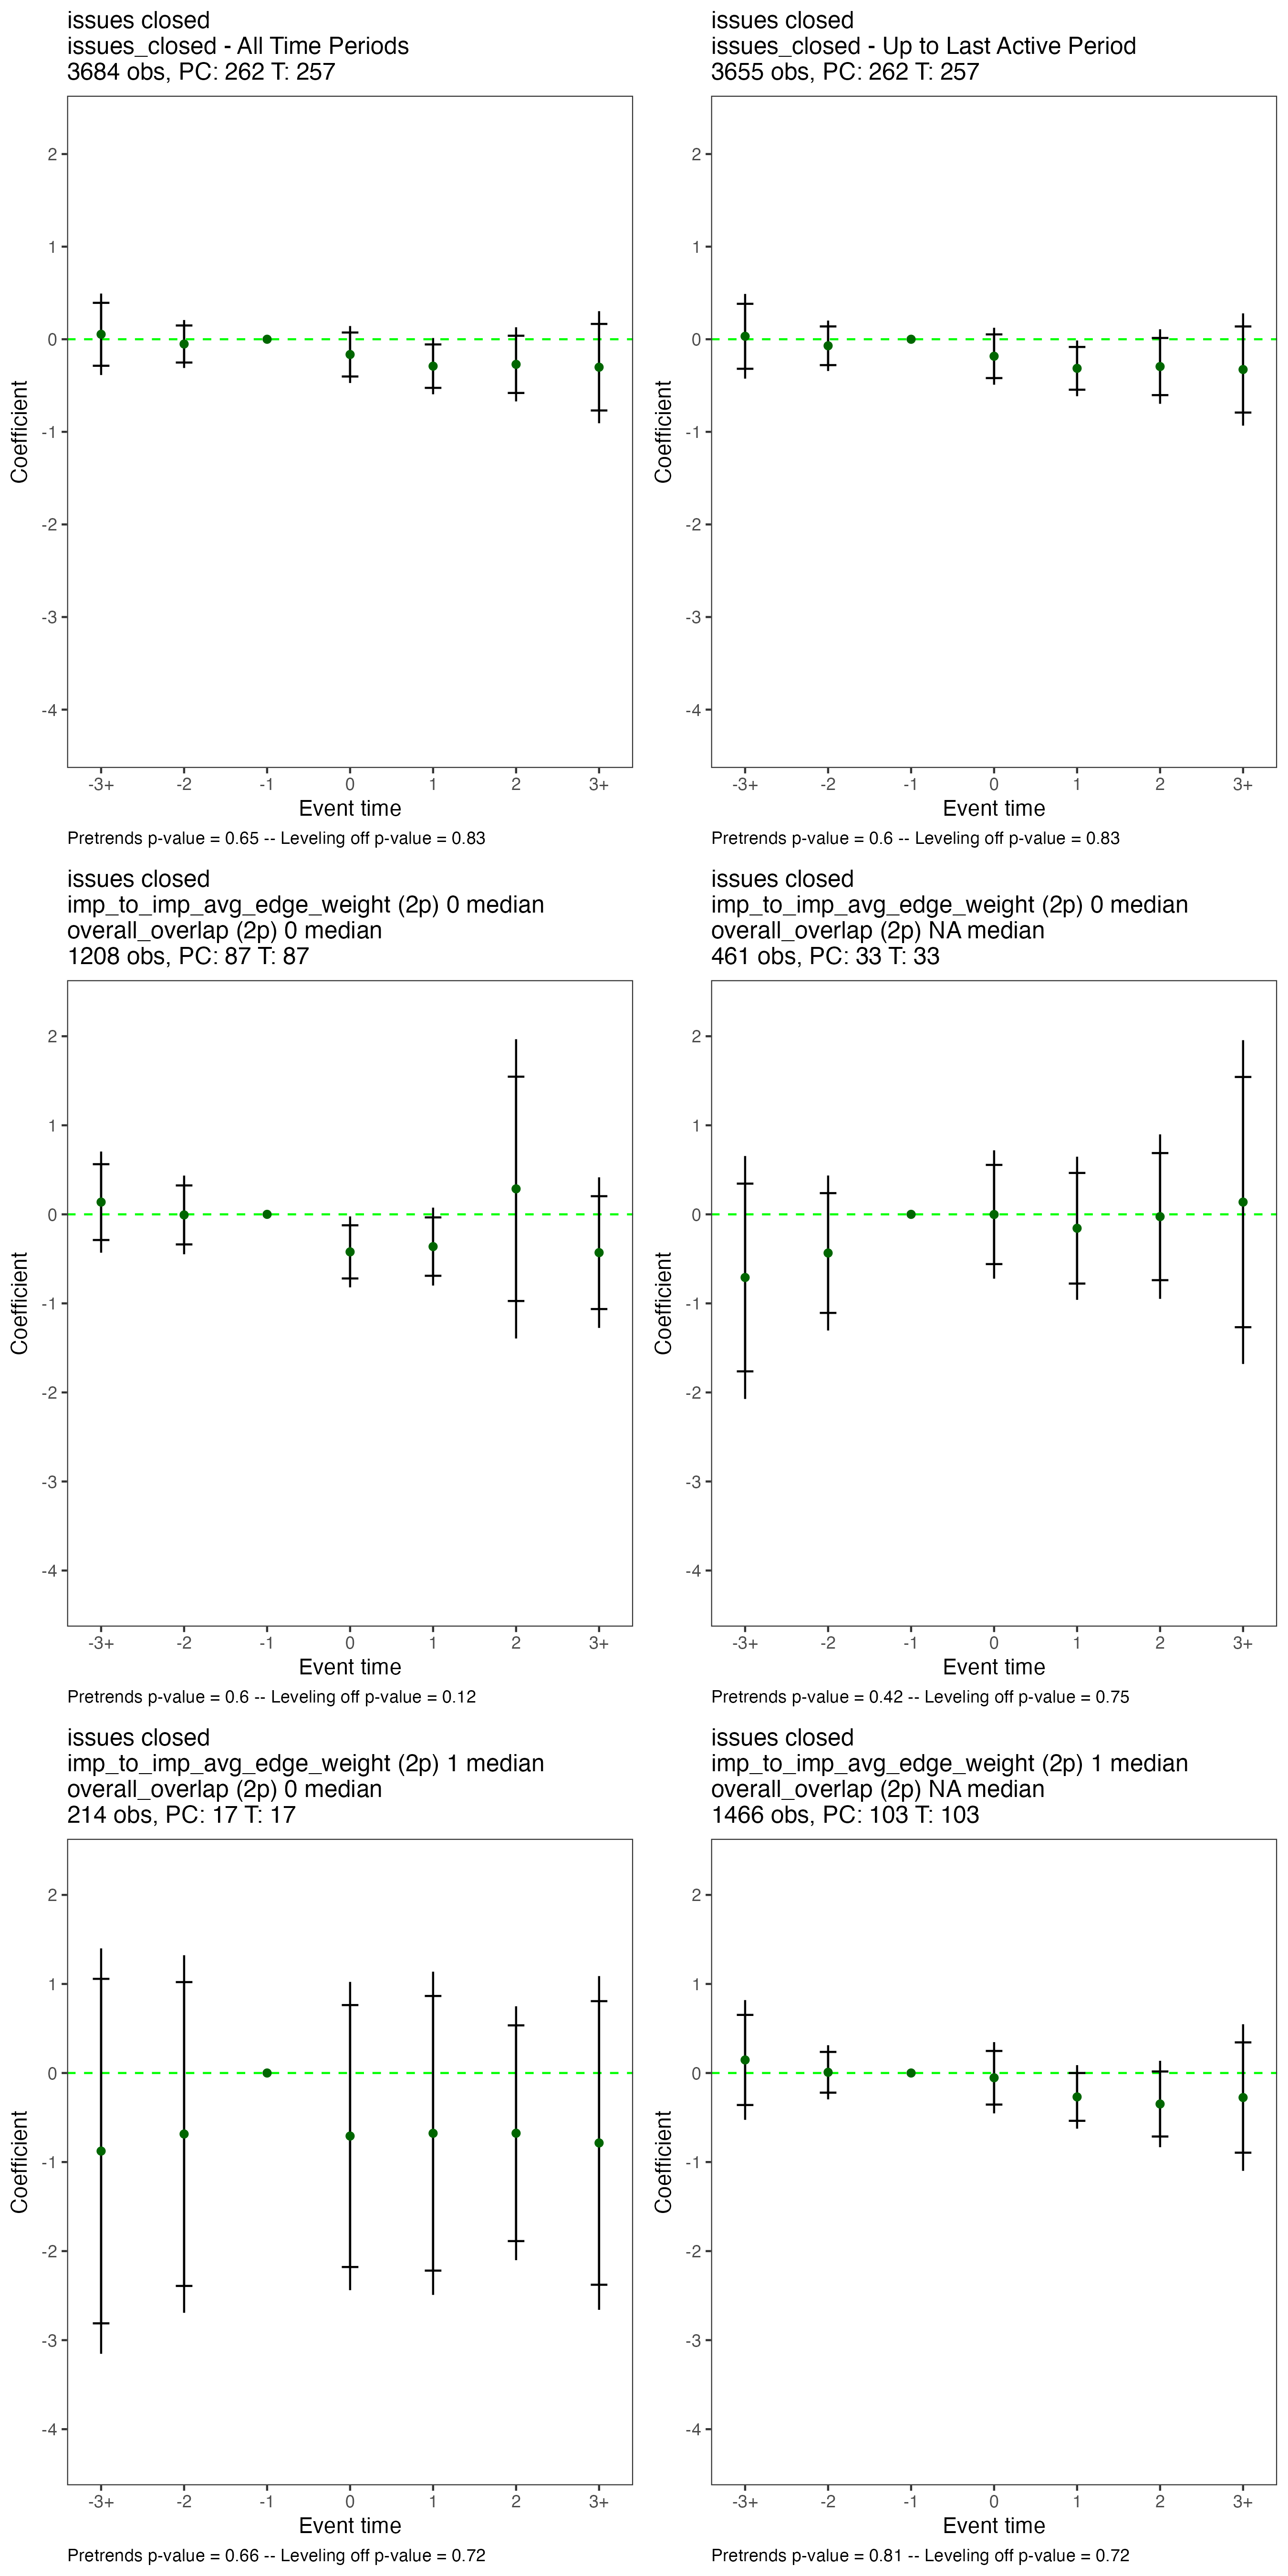 issues closed
issues_closed - All Time Periods
3684 obs, PC: 262 T: 257
2
1
0
-1
-2
-3
-4
Coefficient
-3+ -2 -1 0 1 2 3+
Event time
Pretrends p-value = 0.65 -- Leveling off p-value = 0.83
issues closed
issues_closed - Up to Last Active Period
3655 obs, PC: 262 T: 257
2
1
0
-1
-2
-3
-4
Coefficient
-3+ -2 -1 0 1 2 3+
Event time
Pretrends p-value = 0.6 -- Leveling off p-value = 0.83
issues closed
imp_to_imp_avg_edge_weight (2p) 0 median
overall_overlap (2p) 0 median
1208 obs, PC: 87 T: 87
2
1
0
-1
-2
-3
-4
Coefficient
-3+ -2 -1 0 1 2 3+
Event time
Pretrends p-value = 0.6 -- Leveling off p-value = 0.12
issues closed
imp_to_imp_avg_edge_weight (2p) 0 median
overall_overlap (2p) NA median
461 obs, PC: 33 T: 33
2
1
0
-1
-2
-3
-4
Coefficient
-3+ -2 -1 0 1 2 3+
Event time
Pretrends p-value = 0.42 -- Leveling off p-value = 0.75
issues closed
imp_to_imp_avg_edge_weight (2p) 1 median
overall_overlap (2p) 0 median
214 obs, PC: 17 T: 17
2
1
0
-1
-2
-3
-4
Coefficient
-3+ -2 -1 0 1 2 3+
Event time
Pretrends p-value = 0.66 -- Leveling off p-value = 0.72
issues closed
imp_to_imp_avg_edge_weight (2p) 1 median
overall_overlap (2p) NA median
1466 obs, PC: 103 T: 103
2
1
0
-1
-2
-3
-4
Coefficient
-3+ -2 -1 0 1 2 3+
Event time
Pretrends p-value = 0.81 -- Leveling off p-value = 0.72